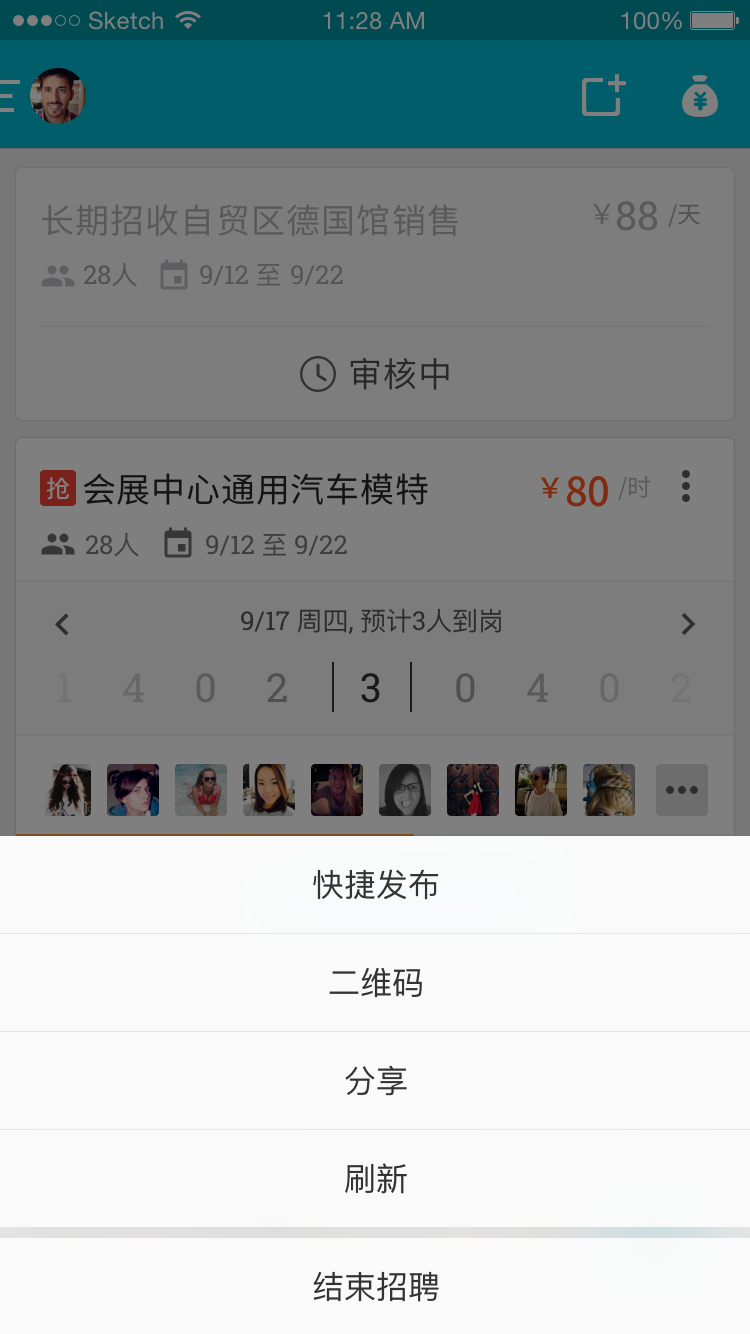 Sketch 11:28 AM 100%
长期招收自贸区德国馆销售 ￥88 /天
28人 9/12 至 9/22
审核中
抢 会展中心通用汽车模特 ￥80 /时
28人 9/12 至 9/22
9/17 周四, 预计3人到岗
1 4 0 2 3 0 4 0 2
快捷发布
二维码
分享
刷新
结束招聘